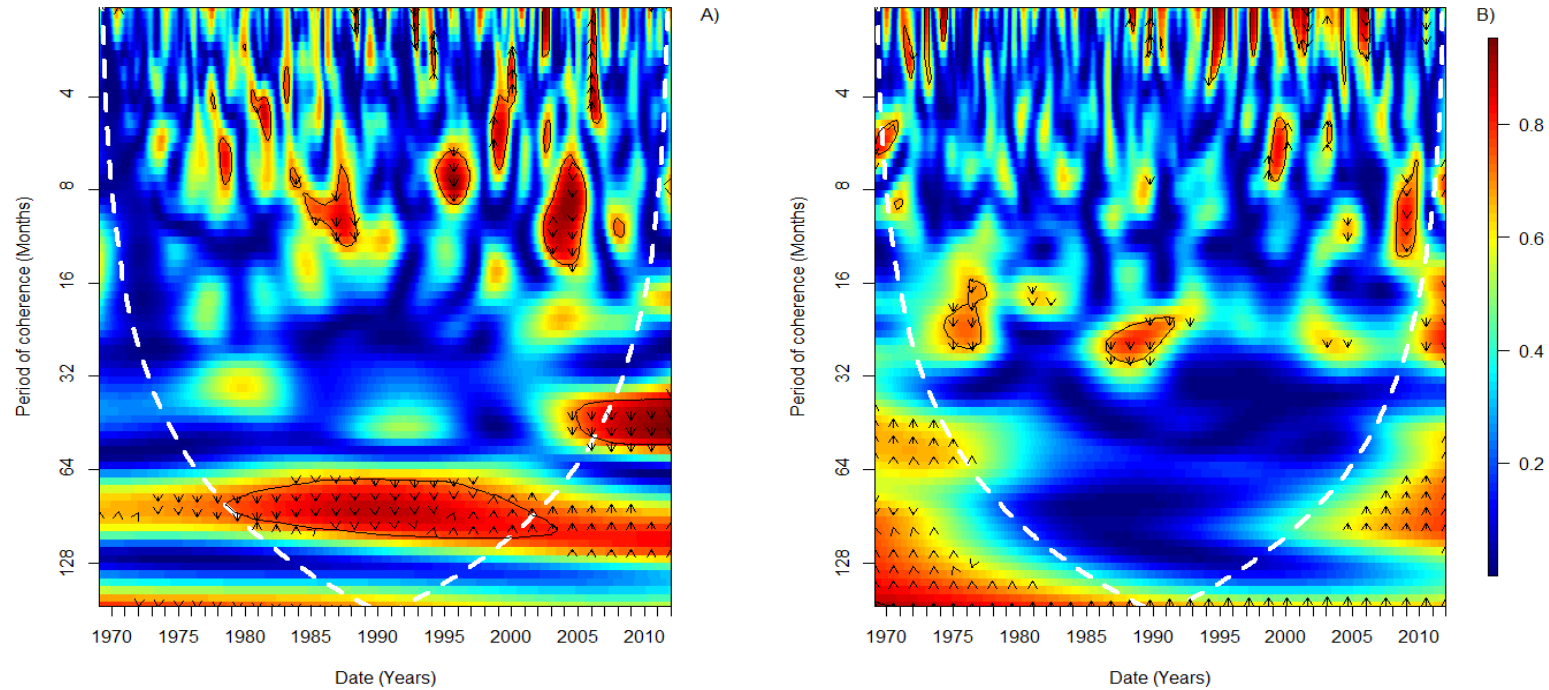 A)
Period of coherence (Months)
4
8
16
32
64
128
1970 1975 1980 1985 1990 1995 2000 2005 2010
Date (Years)
B)
Period of coherence (Months)
4
8
16
32
64
128
1970 1975 1980 1985 1990 1995 2000 2005 2010
Date (Years)
0.8
0.6
0.4
0.2